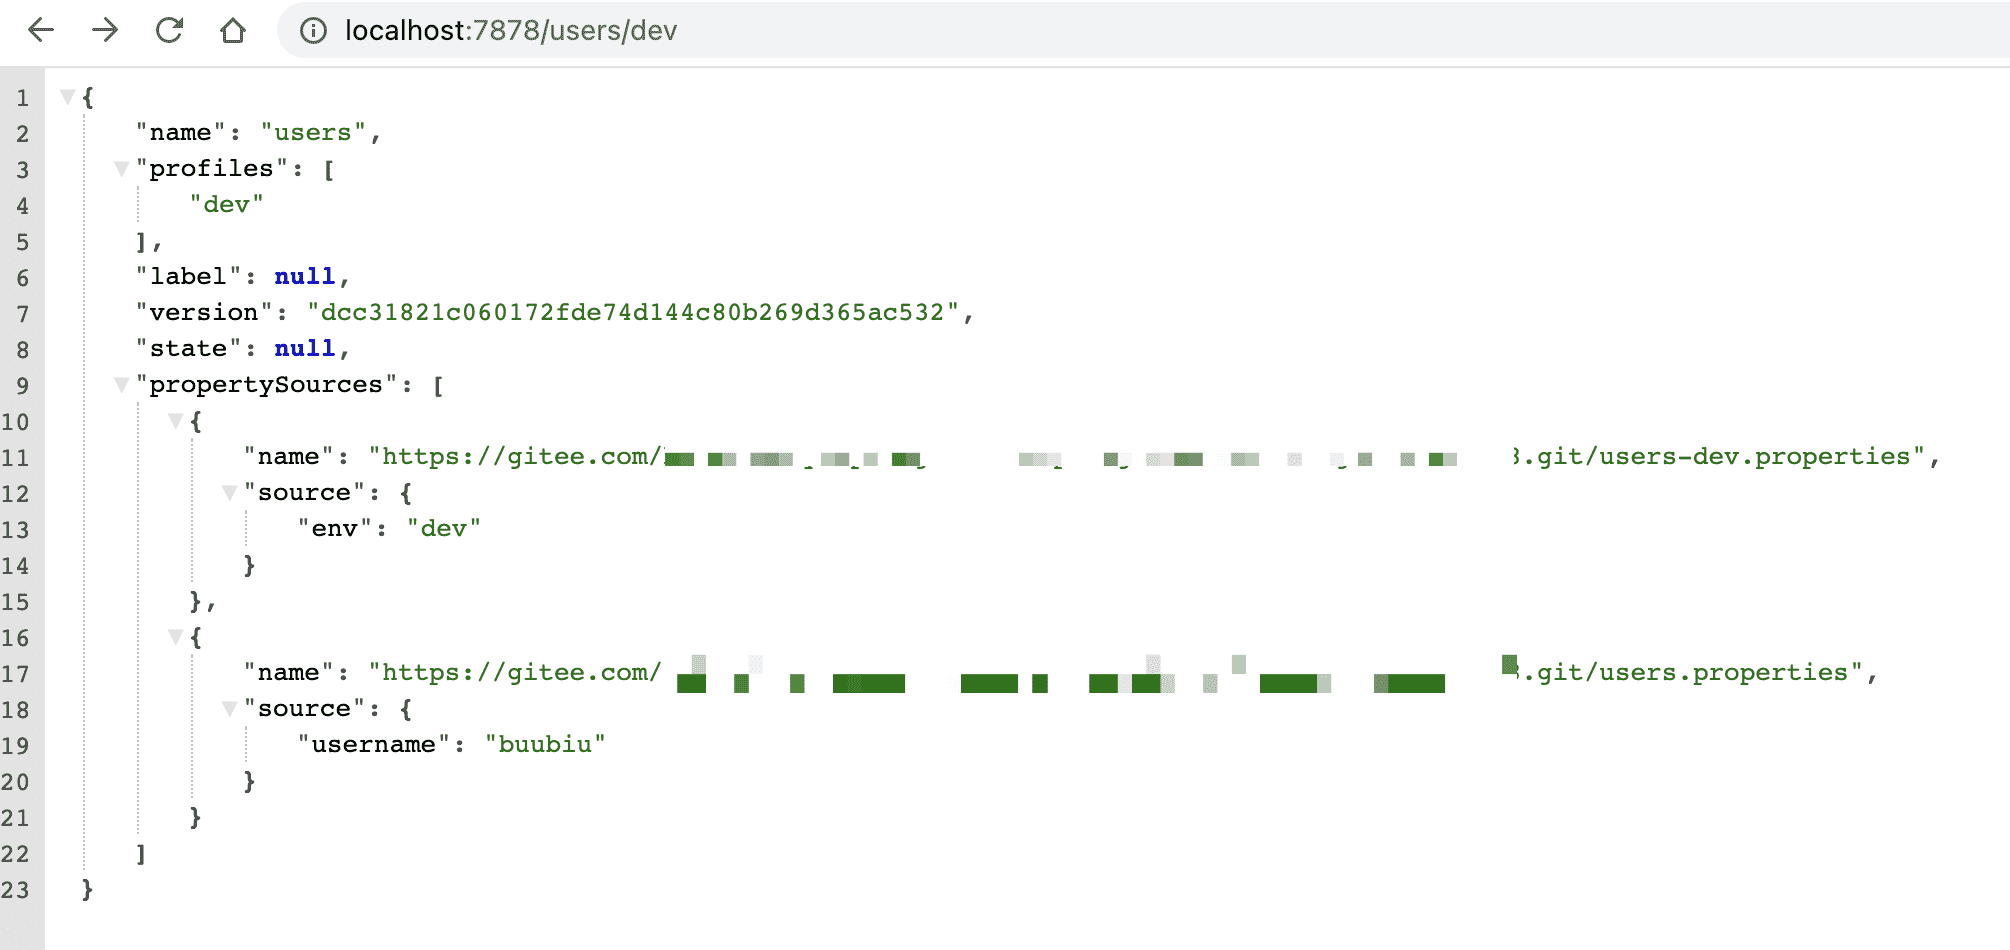 localhost:7878/users/dev
1 {
2 "name": "users",
3 "profiles": [
4 "dev"
5 ],
6 "label": null,
7 "version": "dcc31821c060172fde74d144c80b269d365ac532",
8 "state": null,
9 "propertySources": [
10 {
11 "name": "https://gitee.com/ .git/users-dev.properties",
12 "source": {
13 "env": "dev"
14 }
15 },
16 {
17 "name": "https://gitee.com/ .git/users.properties",
18 "source": {
19 "username": "buubiu"
20 }
21 }
22 ]
23 }